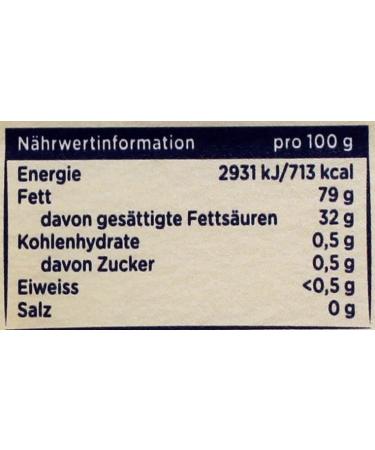 Nährwertinformation pro 100 g
Energie 2931 kJ/713 kcal
Fett 79 g
davon gesättigte Fettsäuren 32 g
Kohlenhydrate 0,5 g
davon Zucker 0,5 g
Eiweiss <0,5 g
Salz 0 g